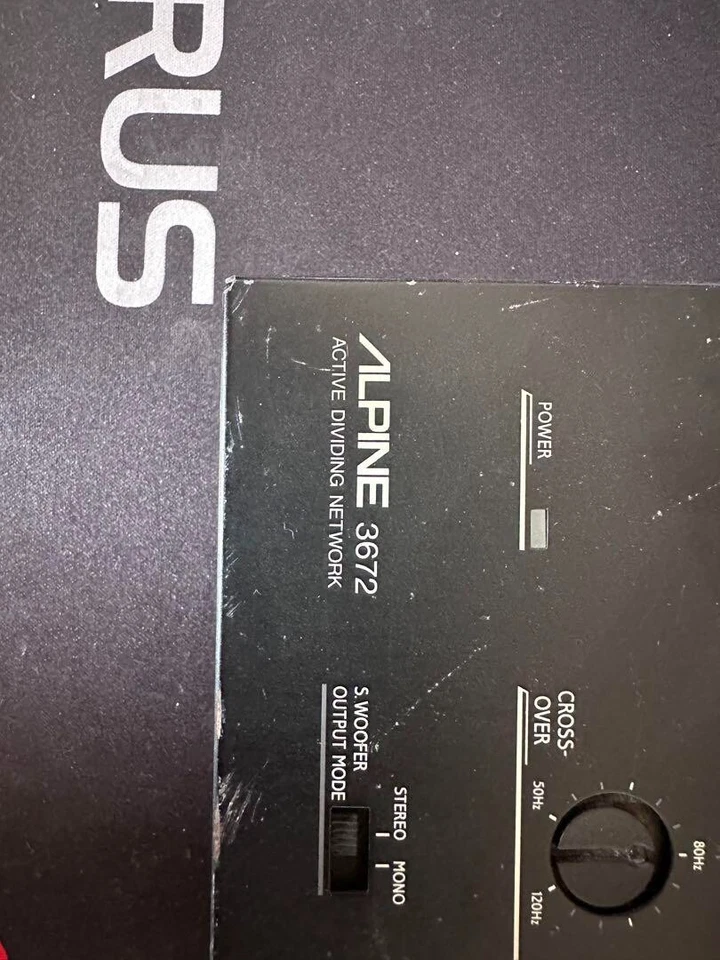 RUS
POWER
ALPINE 3672
ACTIVE DIVIDING NETWORK
CROSS-
OVER
50Hz
80Hz
120Hz
STEREO MONO
S.WOOFER
OUTPUT MODE